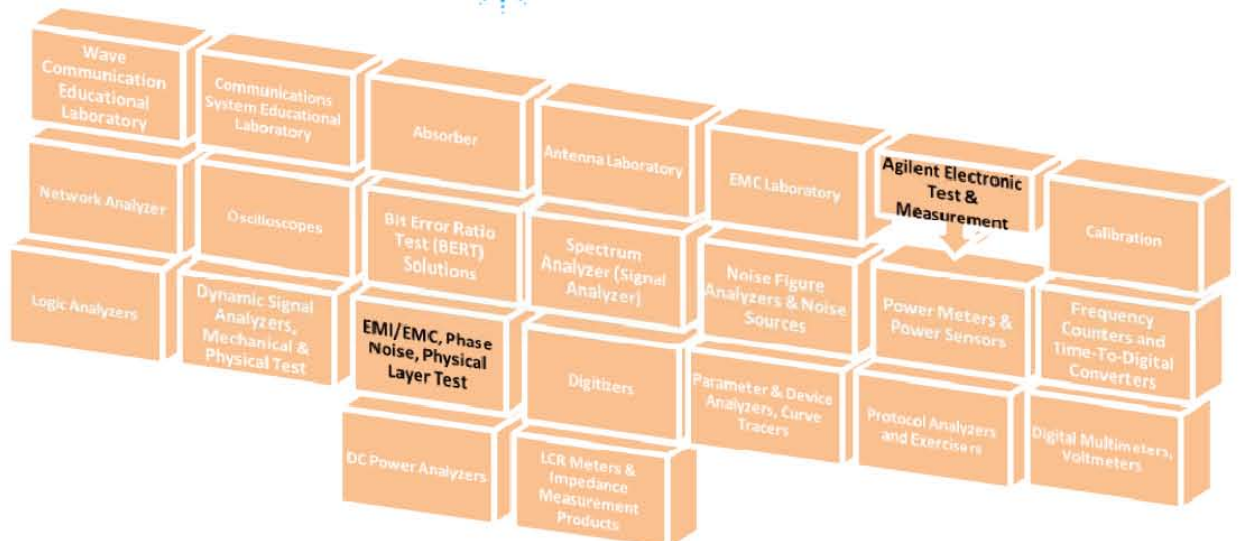 Wave
Communication
Educational
Laboratory
Communications
System Educational
Laboratory
Absorber
Antenna Laboratory
EMC Laboratory
Agilent Electronic
Test &
Measurement
Calibration
Network Analyzer
Oscilloscopes
Bit Error Ratio
Test (BERT)
Solutions
Spectrum
Analyzer (Signal
Analyzer)
Noise Figure
Analyzers & Noise
Sources
Power Meters &
Power Sensors
Frequency
Counters and
Time-To-Digital
Converters
Logic Analyzers
Dynamic Signal
Analyzers,
Mechanical &
Physical Test
EMI/EMC, Phase
Noise, Physical
Layer Test
Digitizers
Parameter & Device
Analyzers, Curve
Tracers
Protocol Analyzers
and Exercisers
Digital Multimeters,
Voltmeters
DC Power Analyzers
LCR Meters &
Impedance
Measurement
Products